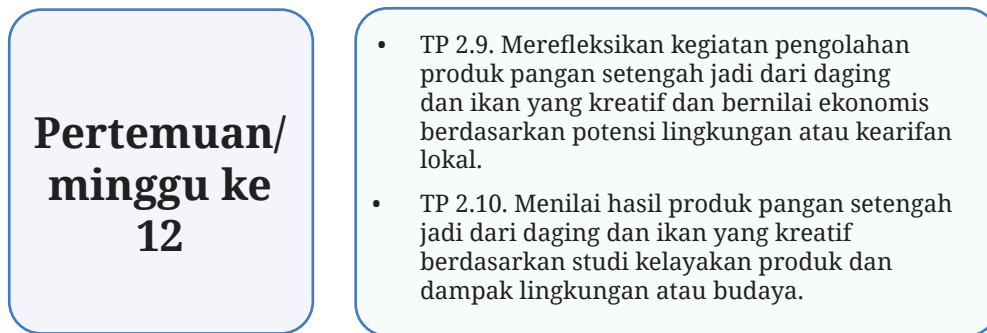 Pertemuan/
minggu ke
12
• TP 2.9. Merefleksikan kegiatan pengolahan
produk pangan setengah jadi dari daging
dan ikan yang kreatif dan bernilai ekonomis
berdasarkan potensi lingkungan atau kearifan
lokal.
• TP 2.10. Menilai hasil produk pangan setengah
jadi dari daging dan ikan yang kreatif
berdasarkan studi kelayakan produk dan
dampak lingkungan atau budaya.